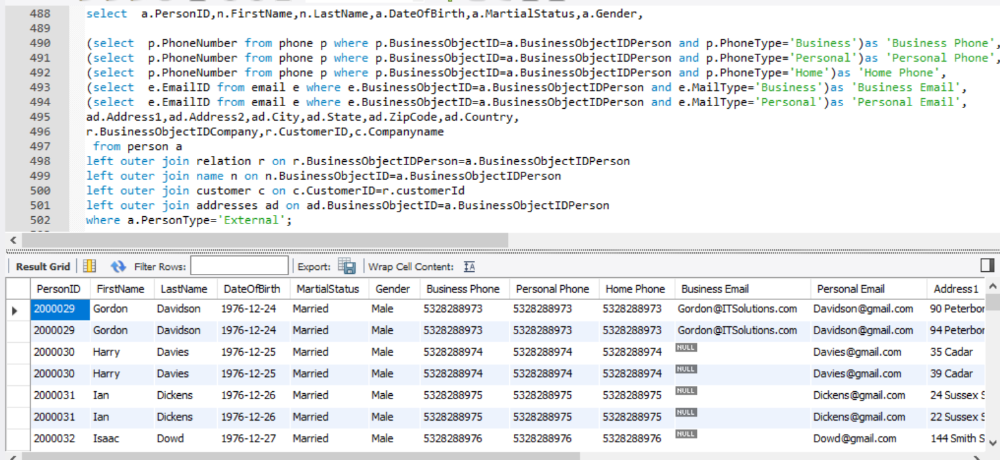 488 select  a.PersonID,n.FirstName,n.LastName,a.DateOfBirth,a.MartialStatus,a.Gender,
489
490 (select  p.PhoneNumber from phone p where p.BusinessObjectID=a.BusinessObjectIDPerson and p.PhoneType='Business')as 'Business Phone',
491 (select  p.PhoneNumber from phone p where p.BusinessObjectID=a.BusinessObjectIDPerson and p.PhoneType='Personal')as 'Personal Phone',
492 (select  p.PhoneNumber from phone p where p.BusinessObjectID=a.BusinessObjectIDPerson and p.PhoneType='Home')as 'Home Phone',
493 (select  e.EmailID from email e where e.BusinessObjectID=a.BusinessObjectIDPerson and e.MailType='Business')as 'Business Email',
494 (select  e.EmailID from email e where e.BusinessObjectID=a.BusinessObjectIDPerson and e.MailType='Personal')as 'Personal Email',
495 ad.Address1,ad.Address2,ad.City,ad.State,ad.ZipCode,ad.Country,
496 r.BusinessObjectIDCompany,r.CustomerID,c.Companyname
497  from person a
498 left outer join relation r on r.BusinessObjectIDPerson=a.BusinessObjectIDPerson
499 left outer join name n on n.BusinessObjectID=a.BusinessObjectIDPerson
500 left outer join customer c on c.CustomerID=r.customerId
501 left outer join addresses ad on ad.BusinessObjectID=a.BusinessObjectIDPerson
502 where a.PersonType='External';
Result Grid Filter Rows: Export: Wrap Cell Content:
PersonID FirstName LastName DateOfBirth MartialStatus Gender Business Phone Personal Phone Home Phone Business Email Personal Email Address1
2000029 Gordon Davidson 1976-12-24 Married Male 5328288973 5328288973 5328288973 Gordon@ITSolutions.com Davidson@gmail.com 90 Peterbor
2000029 Gordon Davidson 1976-12-24 Married Male 5328288973 5328288973 5328288973 Gordon@ITSolutions.com Davidson@gmail.com 94 Peterbor
2000030 Harry Davies 1976-12-25 Married Male 5328288974 5328288974 5328288974 NULL Davies@gmail.com 35 Cadar
2000030 Harry Davies 1976-12-25 Married Male 5328288974 5328288974 5328288974 NULL Davies@gmail.com 39 Cadar
2000031 Ian Dickens 1976-12-26 Married Male 5328288975 5328288975 5328288975 NULL Dickens@gmail.com 24 Sussex S
2000031 Ian Dickens 1976-12-26 Married Male 5328288975 5328288975 5328288975 NULL Dickens@gmail.com 22 Sussex S
2000032 Isaac Dowd 1976-12-27 Married Male 5328288976 5328288976 5328288976 NULL Dowd@gmail.com 144 Smith S